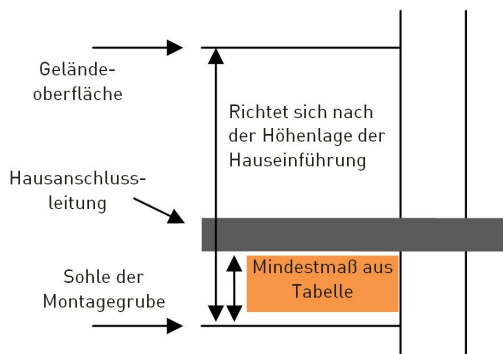 Gelände-
oberfläche
Richtet sich nach
der Höhenlage der
Hauseinführung
Hausanschluss-
leitung
Mindestmaß aus
Tabelle
Sohle der
Montagegrube